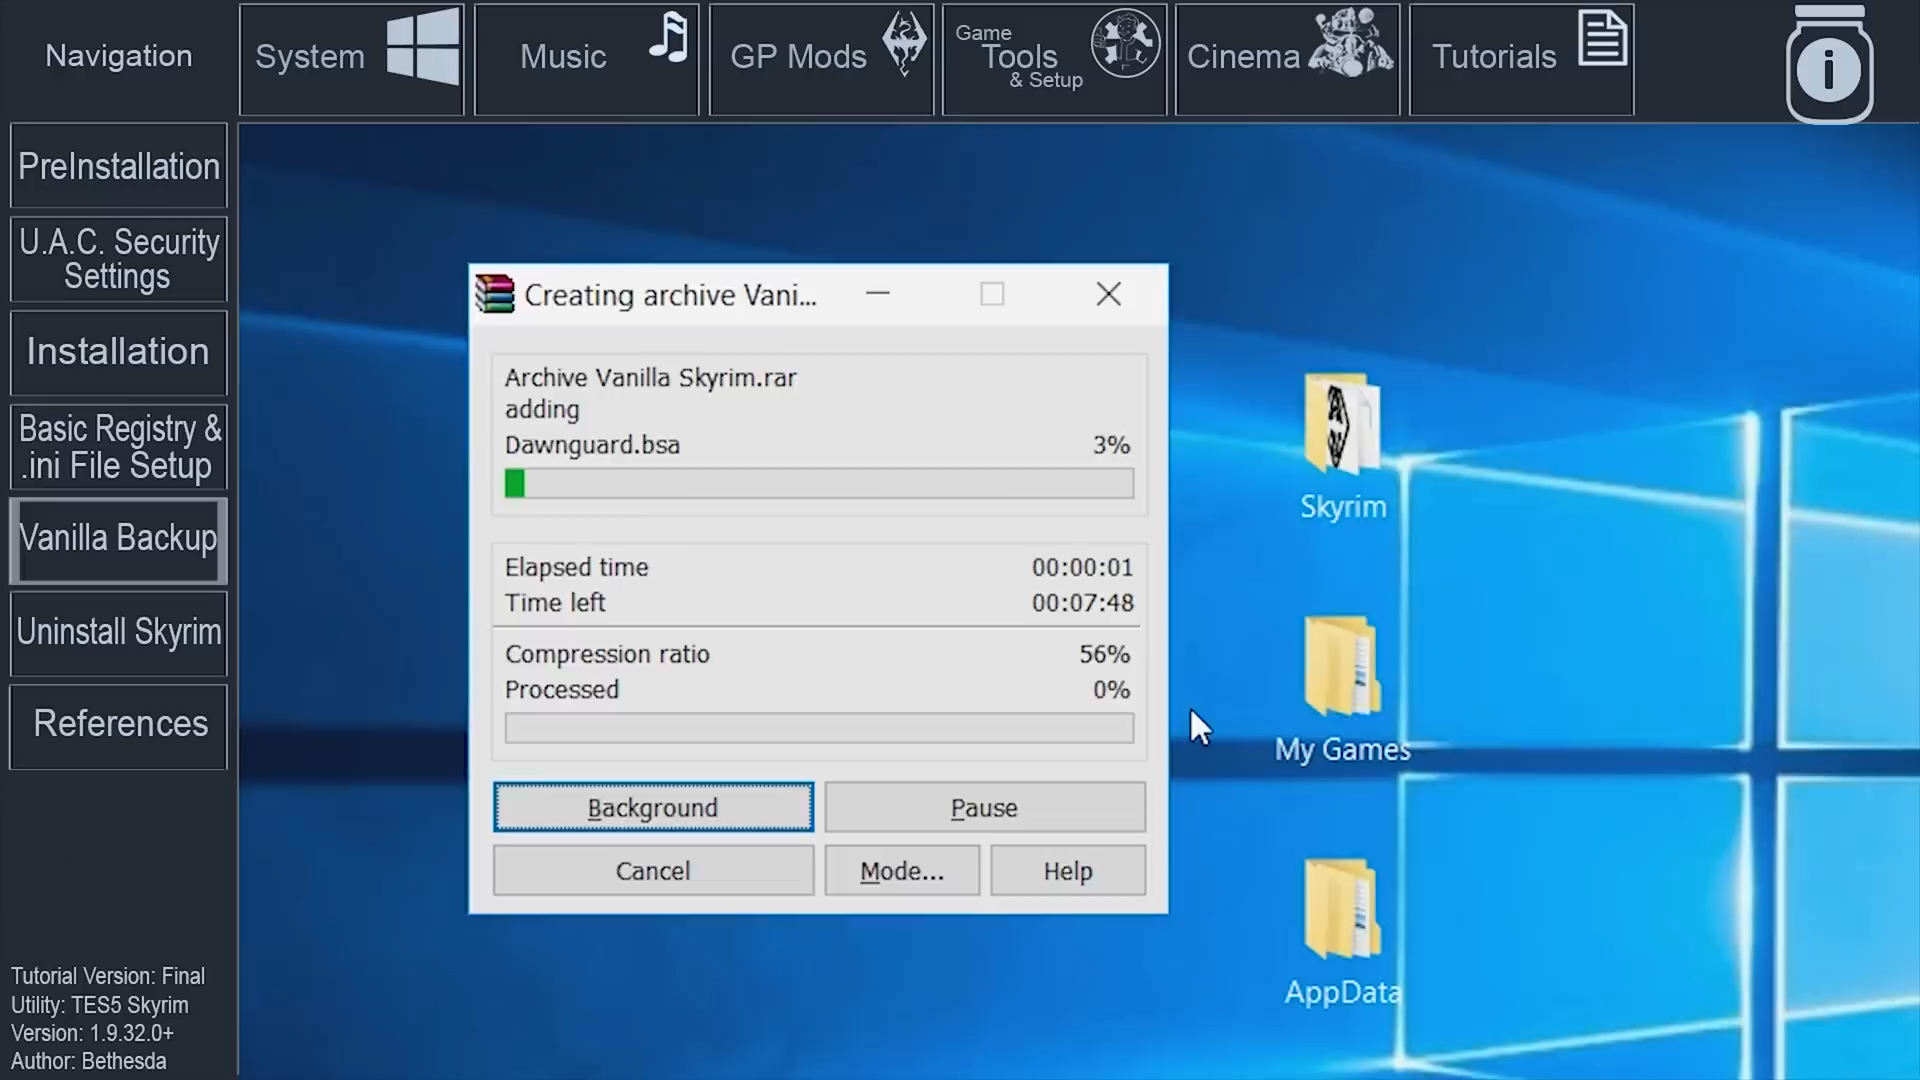 Navigation
System
Music
GP Mods
Game
Tools
& Setup
Cinema
Tutorials
i
PreInstallation
U.A.C. Security
Settings
Installation
Basic Registry &
.ini File Setup
Vanilla Backup
Uninstall Skyrim
References
Tutorial Version: Final
Utility: TES5 Skyrim
Version: 1.9.32.0+
Author: Bethesda
Creating archive Vani...
Archive Vanilla Skyrim.rar
adding
Dawnguard.bsa 3%
Elapsed time 00:00:01
Time left 00:07:48
Compression ratio 56%
Processed 0%
Background Pause
Cancel Mode... Help
Skyrim
My Games
AppData